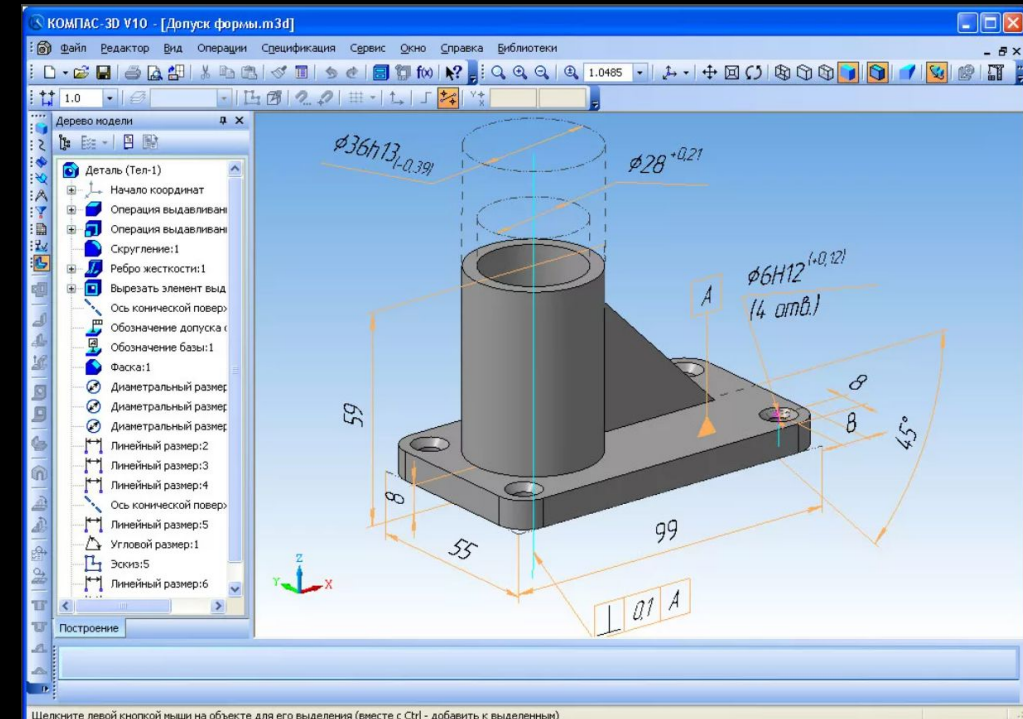 КОМПАС-3D V10 - [Допуск формы.m3d]
Файл Редактор Вид Операции Спецификация Сервис Окно Справка Библиотеки
1.0485
1.0
Дерево модели
Деталь (Тел-1)
Начало координат
Операция выдавливани
Операция выдавливани
Скругление:1
Ребро жесткости:1
Вырезать элемент выд
Ось конической поверх
Обозначение допуска ф
Обозначение базы:1
Фаска:1
Диаметральный размер
Диаметральный размер
Диаметральный размер
Линейный размер:2
Линейный размер:3
Линейный размер:4
Ось конической поверх
Линейный размер:5
Угловой размер:1
Эскиз:5
Линейный размер:6
Построение
⌀36h13(-0,39)
⌀28+0,21
⌀6H12(+0,12)
(4 отв.)
A
59
8
8
8
45°
55
99
⊥ 0,1 A
Z
Y
X
Щелкните левой кнопкой мыши на объекте для его выделения (вместе с Ctrl - добавить к выделенным)